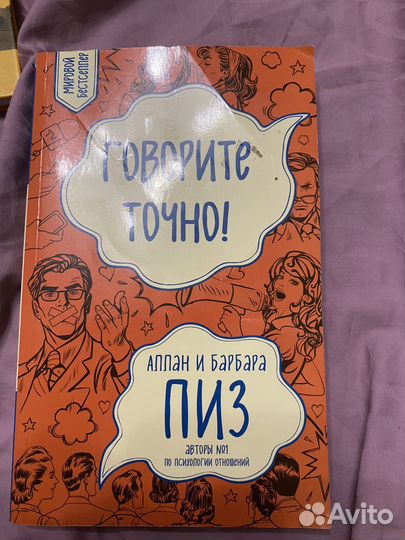 МИРОВОЙ
БЕСТСЕЛЛЕР
ГОВОРИТЕ
ТОЧНО!
АЛЛАН И БАРБАРА
ПИЗ
АВТОРЫ №1
ПО ПСИХОЛОГИИ ОТНОШЕНИЙ
Avito